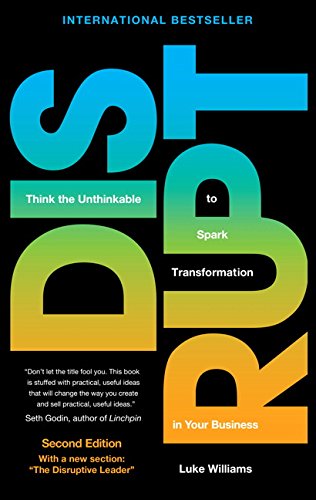 INTERNATIONAL BESTSELLER
DIS
RUPT
Think the Unthinkable
to
Spark
Transformation
in Your Business
"Don't let the title fool you. This book
is stuffed with practical, useful ideas
that will change the way you create
and sell practical, useful ideas."
Seth Godin, author of Linchpin
Second Edition
With a new section:
"The Disruptive Leader"
Luke Williams